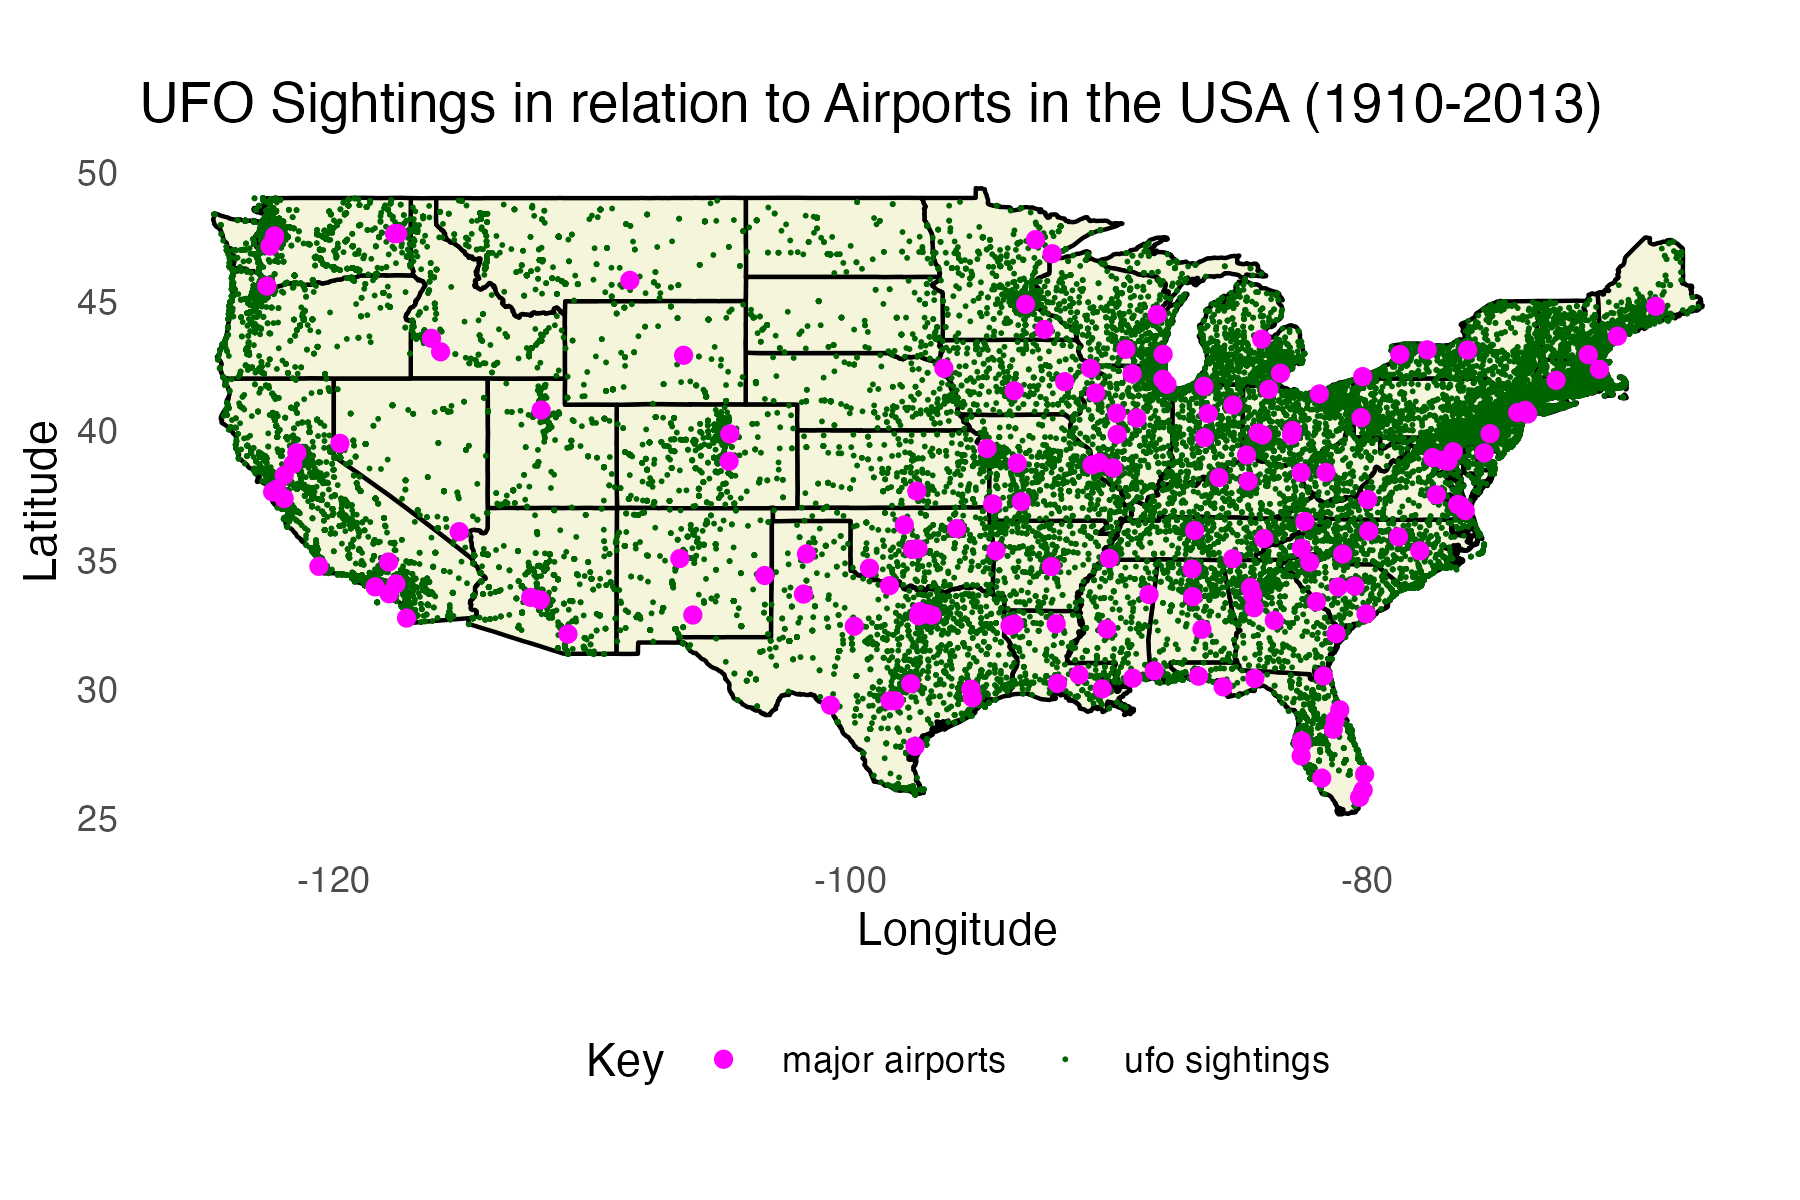 UFO Sightings in relation to Airports in the USA (1910-2013)
50
45
40
35
30
25
Latitude
-120 -100 -80
Longitude
Key major airports ufo sightings